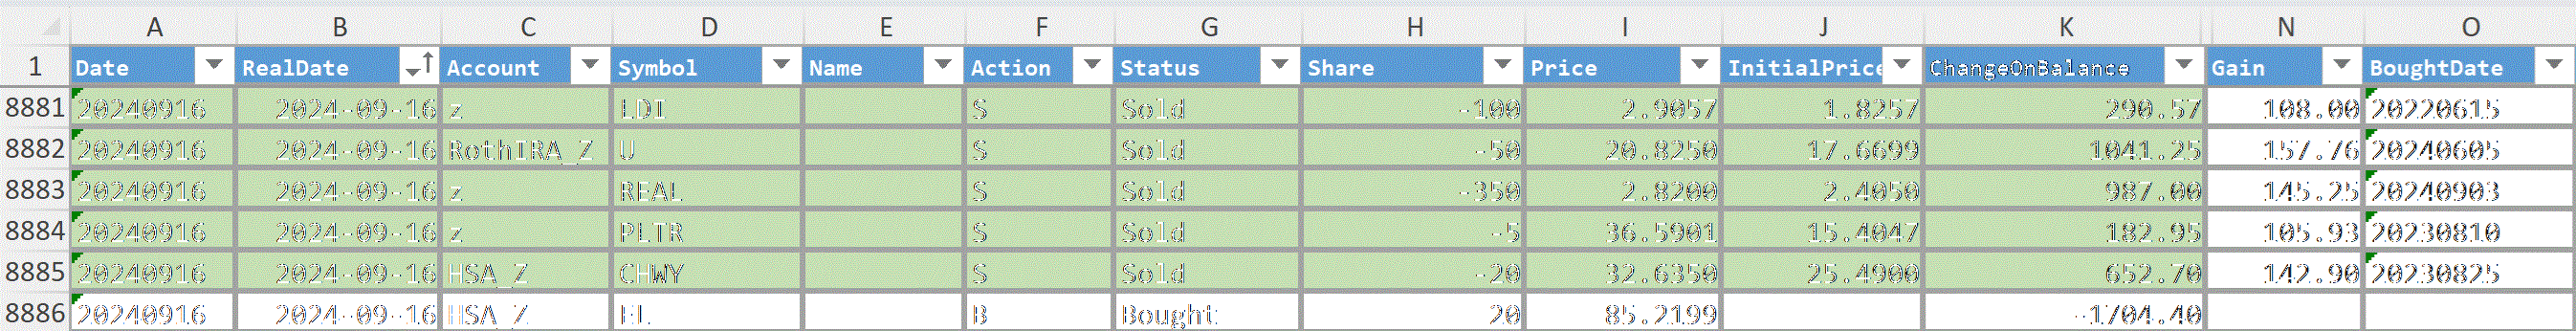 A B C D E F G H I J K N O
1 Date RealDate Account Symbol Name Action Status Share Price InitialPrice ChangeOnBalance Gain BoughtDate
8881 20240916 2024-09-16 z LDI S Sold -100 2.9057 1.8257 290.57 108.00 20220615
8882 20240916 2024-09-16 RothIRA_Z U S Sold -50 20.8250 17.6699 1041.25 157.76 20240605
8883 20240916 2024-09-16 z REAL S Sold -350 2.8200 2.4050 987.00 145.25 20240903
8884 20240916 2024-09-16 z PLTR S Sold -5 36.5901 15.4047 182.95 105.93 20230810
8885 20240916 2024-09-16 HSA_Z CHWY S Sold -20 32.6350 25.4900 652.70 142.90 20230825
8886 20240916 2024-09-16 HSA_Z EL B Bought 20 85.2199 -1704.40